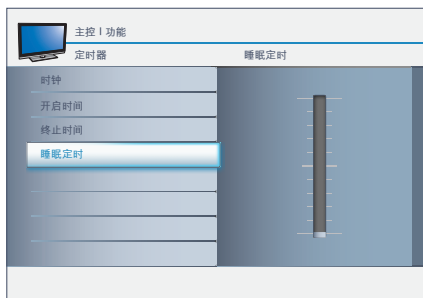 主控 | 功能
定时器
睡眠定时
时钟
开启时间
终止时间
睡眠定时